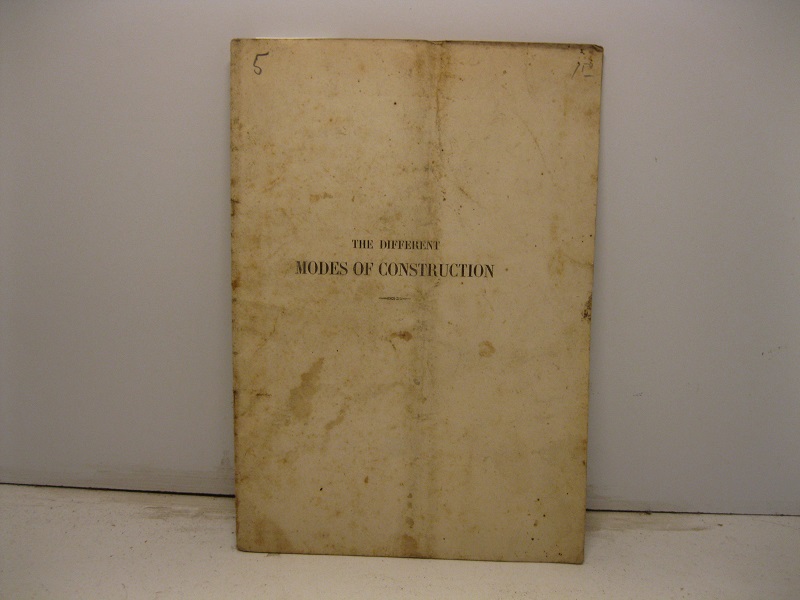 5
THE DIFFERENT
MODES OF CONSTRUCTION